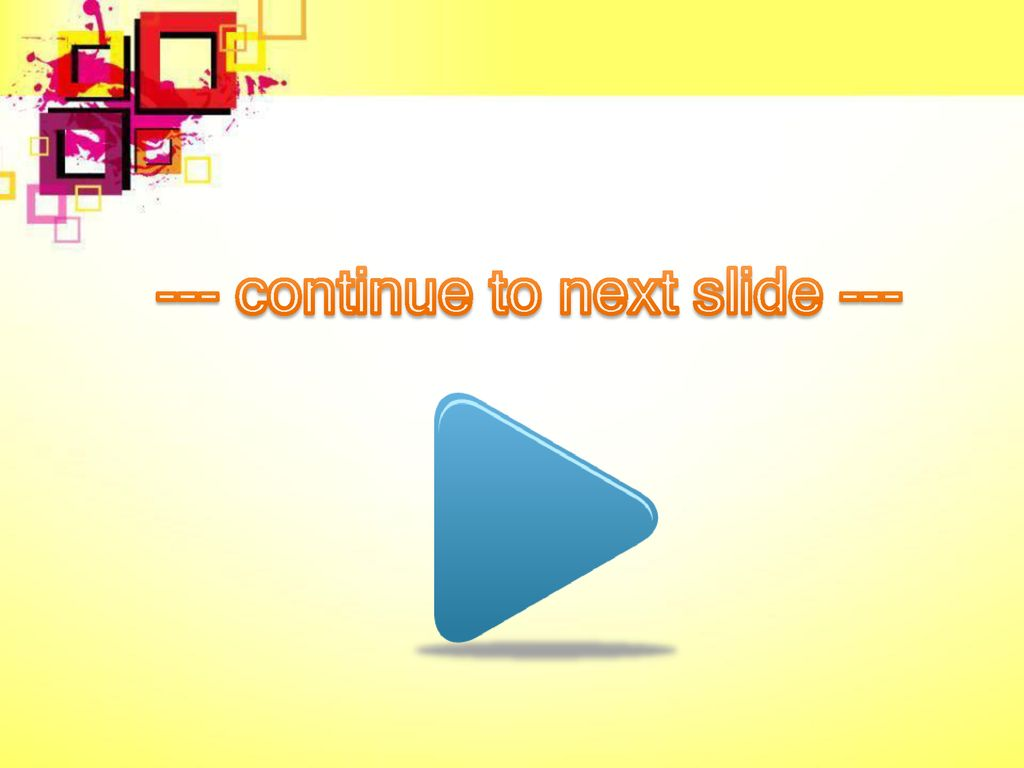 --- continue to next slide ---